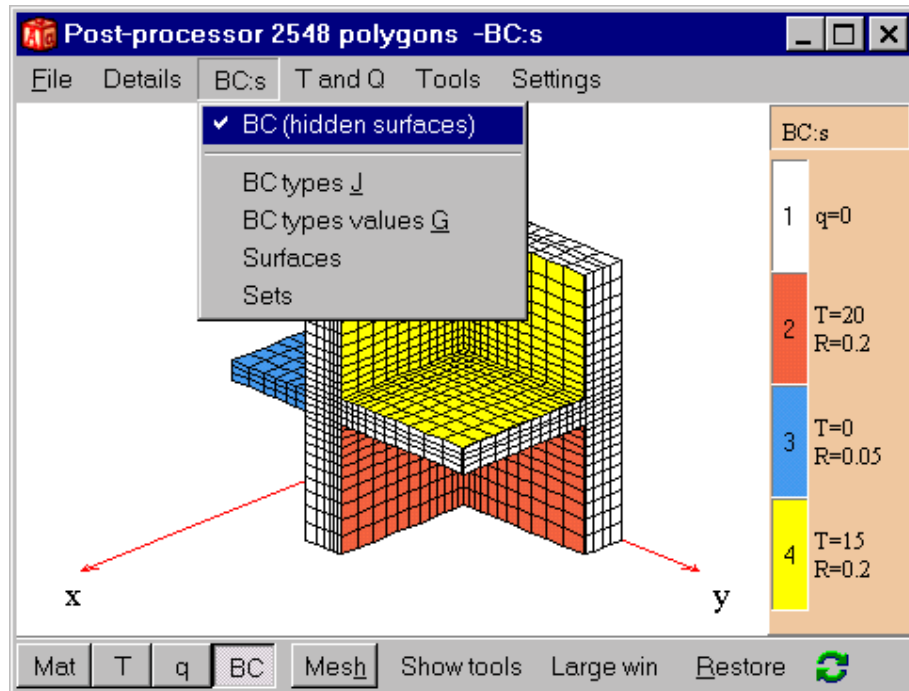 Post-processor 2548 polygons -BC:s
File Details BC:s T and Q Tools Settings
BC (hidden surfaces)
BC types J
BC types values G
Surfaces
Sets
BC:s
1 q=0
2 T=20
R=0.2
3 T=0
R=0.05
4 T=15
R=0.2
x
y
Mat T q BC Mesh Show tools Large win Restore